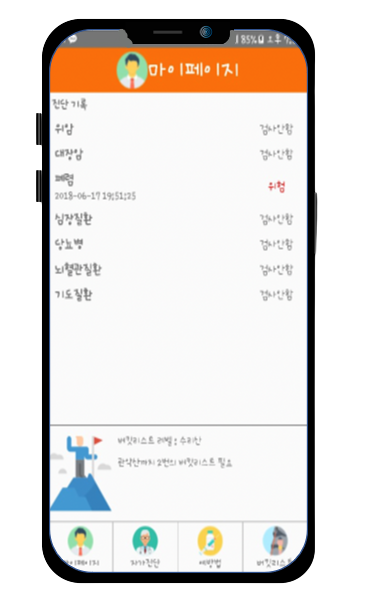 85% 오후
마이페이지
진단 기록
위암 검사안함
대장암 검사안함
폐렴 위험
2018-06-17 19:51:25
심장질환 검사안함
당뇨병 검사안함
뇌혈관질환 검사안함
기도질환 검사안함
버킷리스트 레벨 : 수리산
관악산까지 2번의 버킷리스트 필요
마이페이지 자가진단 예방법 버킷리스트